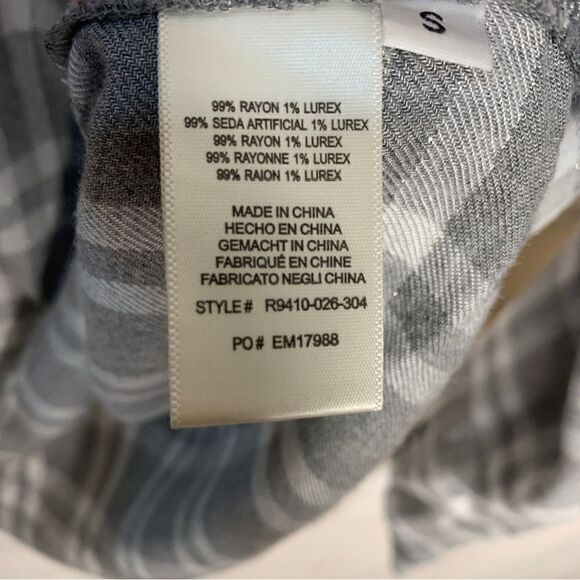 S
99% RAYON 1% LUREX
99% SEDA ARTIFICIAL 1% LUREX
99% RAYON 1% LUREX
99% RAYONNE 1% LUREX
99% RAION 1% LUREX
MADE IN CHINA
HECHO EN CHINA
GEMACHT IN CHINA
FABRIQUÉ EN CHINE
FABRICATO NEGLI CHINA
STYLE# R9410-026-304
PO# EM17988